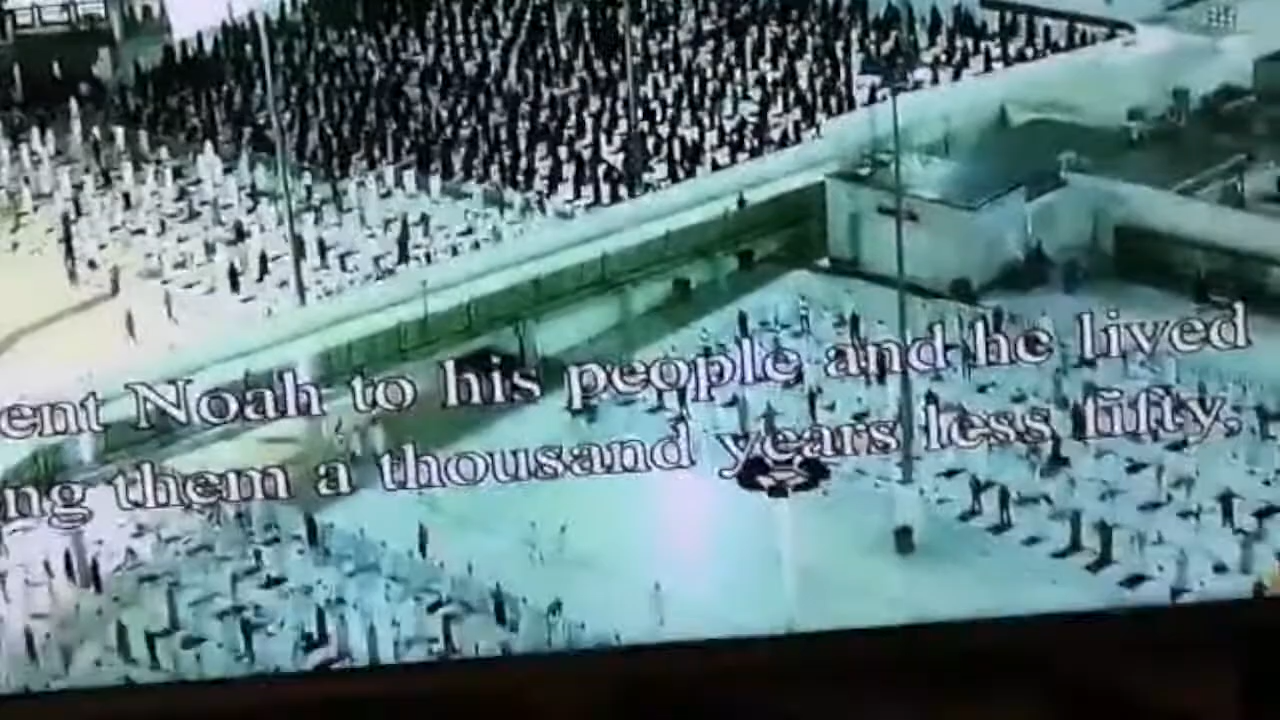 ent Noah to his people and he lived
ng them a thousand years less fifty,